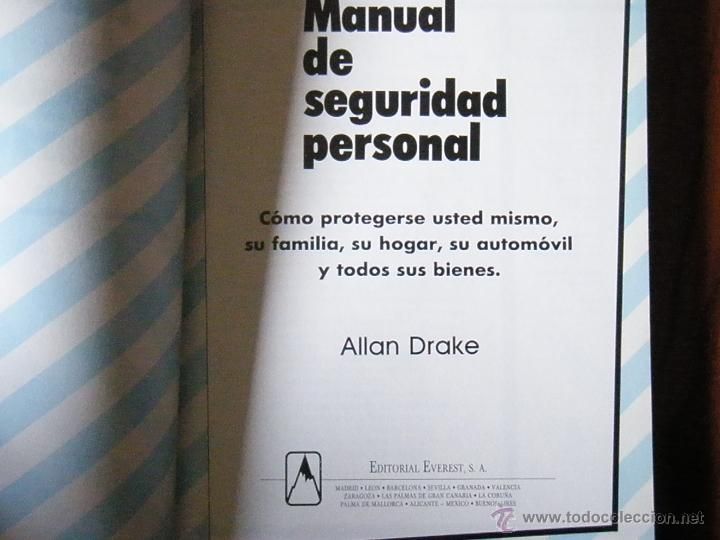 Manual
de
seguridad
personal
Cómo protegerse usted mismo,
su familia, su hogar, su automóvil
y todos sus bienes.
Allan Drake
EDITORIAL EVEREST, S. A.
MADRID • LEON • BARCELONA • SEVILLA • GRANADA • VALENCIA
ZARAGOZA • LAS PALMAS DE GRAN CANARIA • LA CORUÑA
PALMA DE MALLORCA • ALICANTE – MEXICO • BUENOS AIRES
www.todocoleccion.net